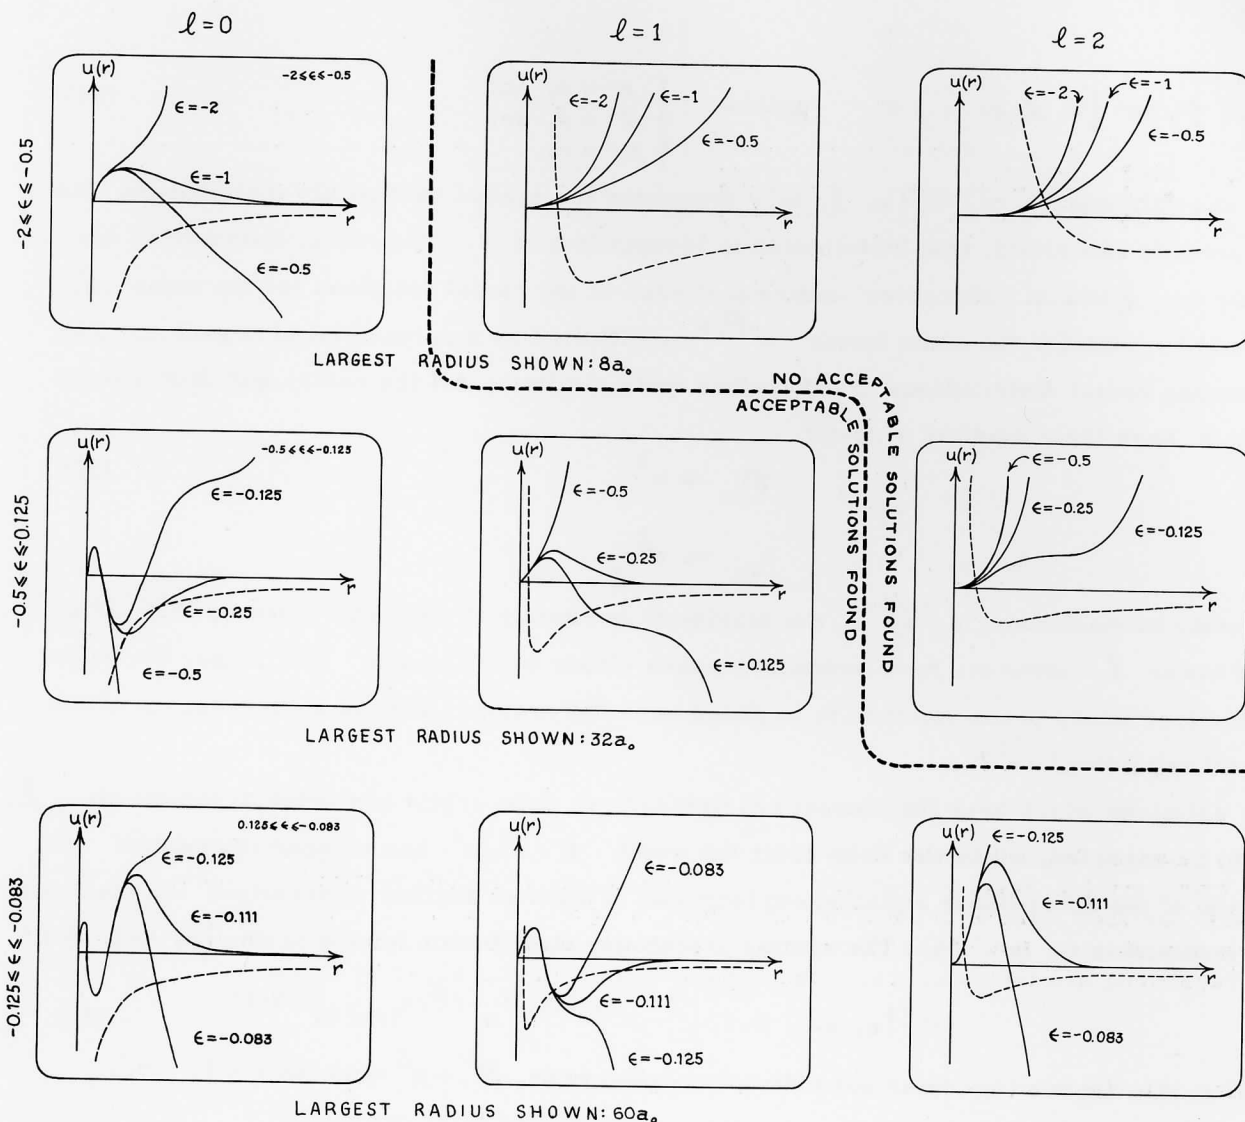 ℓ=0
ℓ=1
ℓ=2
-2⩽ϵ⩽-0.5
u(r)
-2⩽ϵ⩽-0.5
ϵ=-2
ϵ=-1
r
ϵ=-0.5
u(r)
ϵ=-2
ϵ=-1
ϵ=-0.5
r
u(r)
ϵ=-2
ϵ=-1
ϵ=-0.5
r
LARGEST RADIUS SHOWN: 8a₀
NO ACCEPTABLE SOLUTIONS FOUND
ACCEPTABLE SOLUTIONS FOUND
-0.5⩽ϵ⩽-0.125
u(r)
-0.5⩽ϵ⩽-0.125
ϵ=-0.125
r
ϵ=-0.25
ϵ=-0.5
u(r)
ϵ=-0.5
ϵ=-0.25
r
ϵ=-0.125
u(r)
ϵ=-0.5
ϵ=-0.25
ϵ=-0.125
r
LARGEST RADIUS SHOWN: 32a₀
-0.125⩽ϵ⩽-0.083
u(r)
0.125⩽ϵ⩽-0.083
ϵ=-0.125
ϵ=-0.111
r
ϵ=-0.083
u(r)
ϵ=-0.083
r
ϵ=-0.111
ϵ=-0.125
u(r)
ϵ=-0.125
ϵ=-0.111
r
ϵ=-0.083
LARGEST RADIUS SHOWN: 60a₀